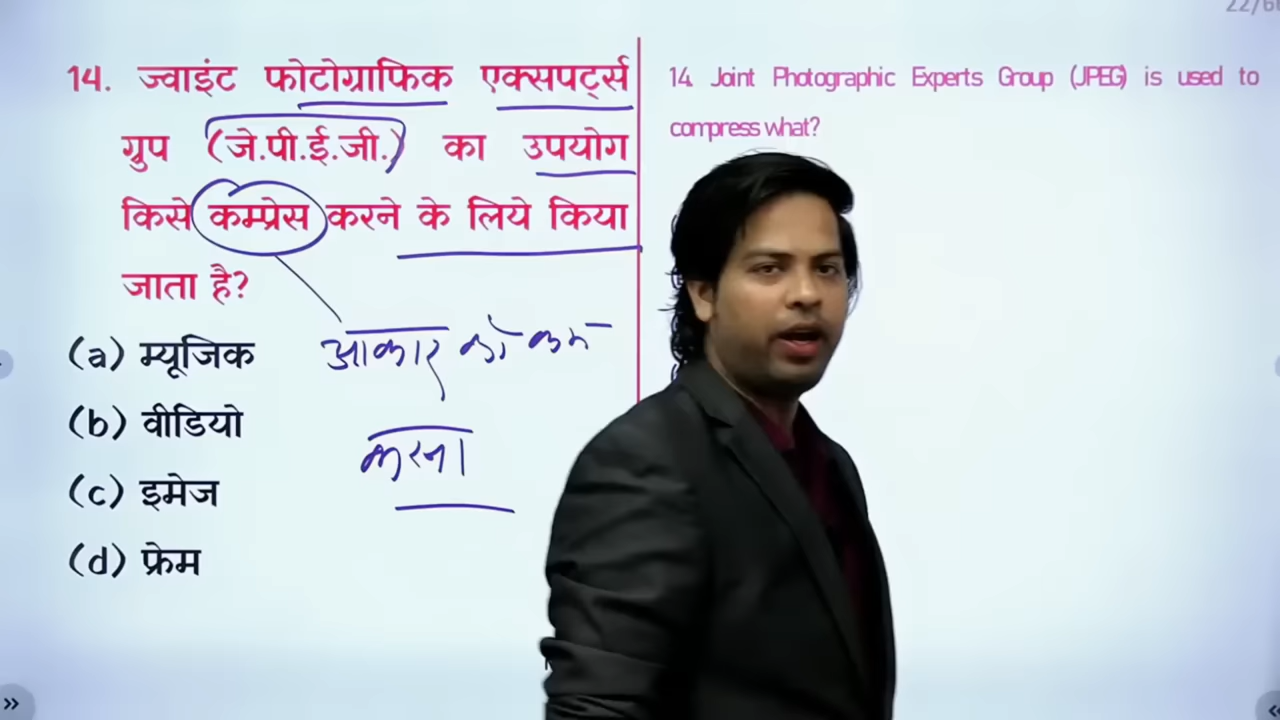 14. ज्वाइंट फोटोग्राफिक एक्सपर्ट्स
ग्रुप (जे.पी.ई.जी.) का उपयोग
किसे कम्प्रेस करने के लिये किया
जाता है?
(a) म्यूजिक
(b) वीडियो
(c) इमेज
(d) फ्रेम
आकार को कम
करना
14. Joint Photographic Experts Group (JPEG) is used to
compress what?